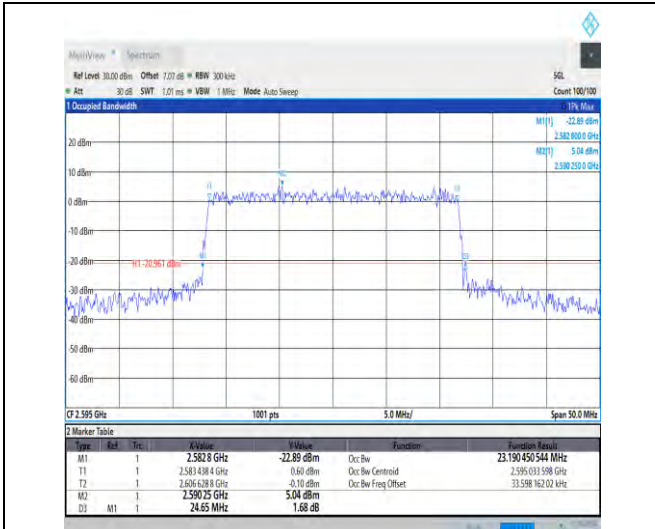 MultiView Spectrum
Ref Level 30.00 dBm Offset 7.07 dB RBW 300 kHz SGL
Att 30 dB SWT 1.01 ms VBW 1 MHz Mode Auto Sweep Count 100/100
1 Occupied Bandwidth 1Pk Max
M1[1] -22.89 dBm
2.582 800 0 GHz
M2[1] 5.04 dBm
2.590 250 0 GHz
20 dBm
10 dBm
M2
T1
T2
0 dBm
-10 dBm
M1
D3
-20 dBm
H1 -20.961 dBm
-30 dBm
-40 dBm
-50 dBm
-60 dBm
CF 2.595 GHz 1001 pts 5.0 MHz/ Span 50.0 MHz
2 Marker Table
Type Ref Trc X-Value Y-Value Function Function Result
M1 1 2.582 8 GHz -22.89 dBm Occ Bw 23.190 450 544 MHz
T1 1 2.583 438 4 GHz 0.60 dBm Occ Bw Centroid 2.595 033 598 GHz
T2 1 2.606 628 8 GHz -0.10 dBm Occ Bw Freq Offset 33.598 162 02 kHz
M2 1 2.590 25 GHz 5.04 dBm
D3 M1 1 24.65 MHz 1.68 dB